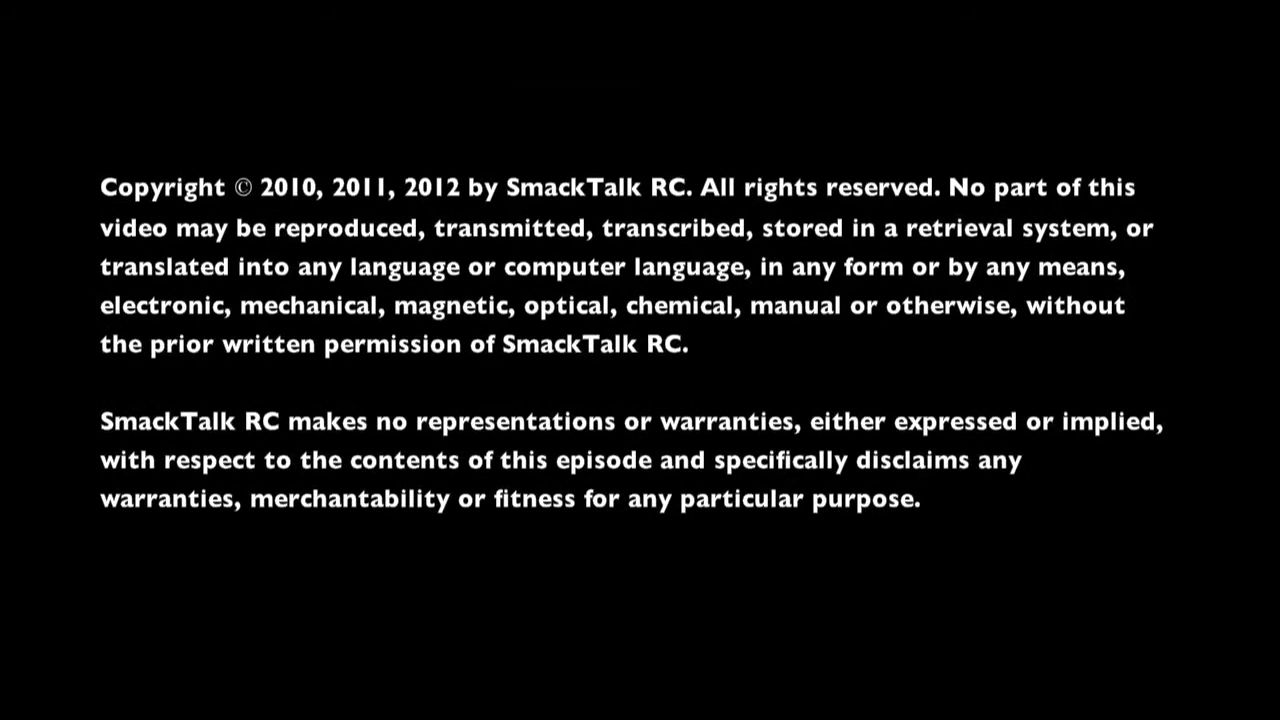 Copyright © 2010, 2011, 2012 by SmackTalk RC. All rights reserved. No part of this
video may be reproduced, transmitted, transcribed, stored in a retrieval system, or
translated into any language or computer language, in any form or by any means,
electronic, mechanical, magnetic, optical, chemical, manual or otherwise, without
the prior written permission of SmackTalk RC.
SmackTalk RC makes no representations or warranties, either expressed or implied,
with respect to the contents of this episode and specifically disclaims any
warranties, merchantability or fitness for any particular purpose.